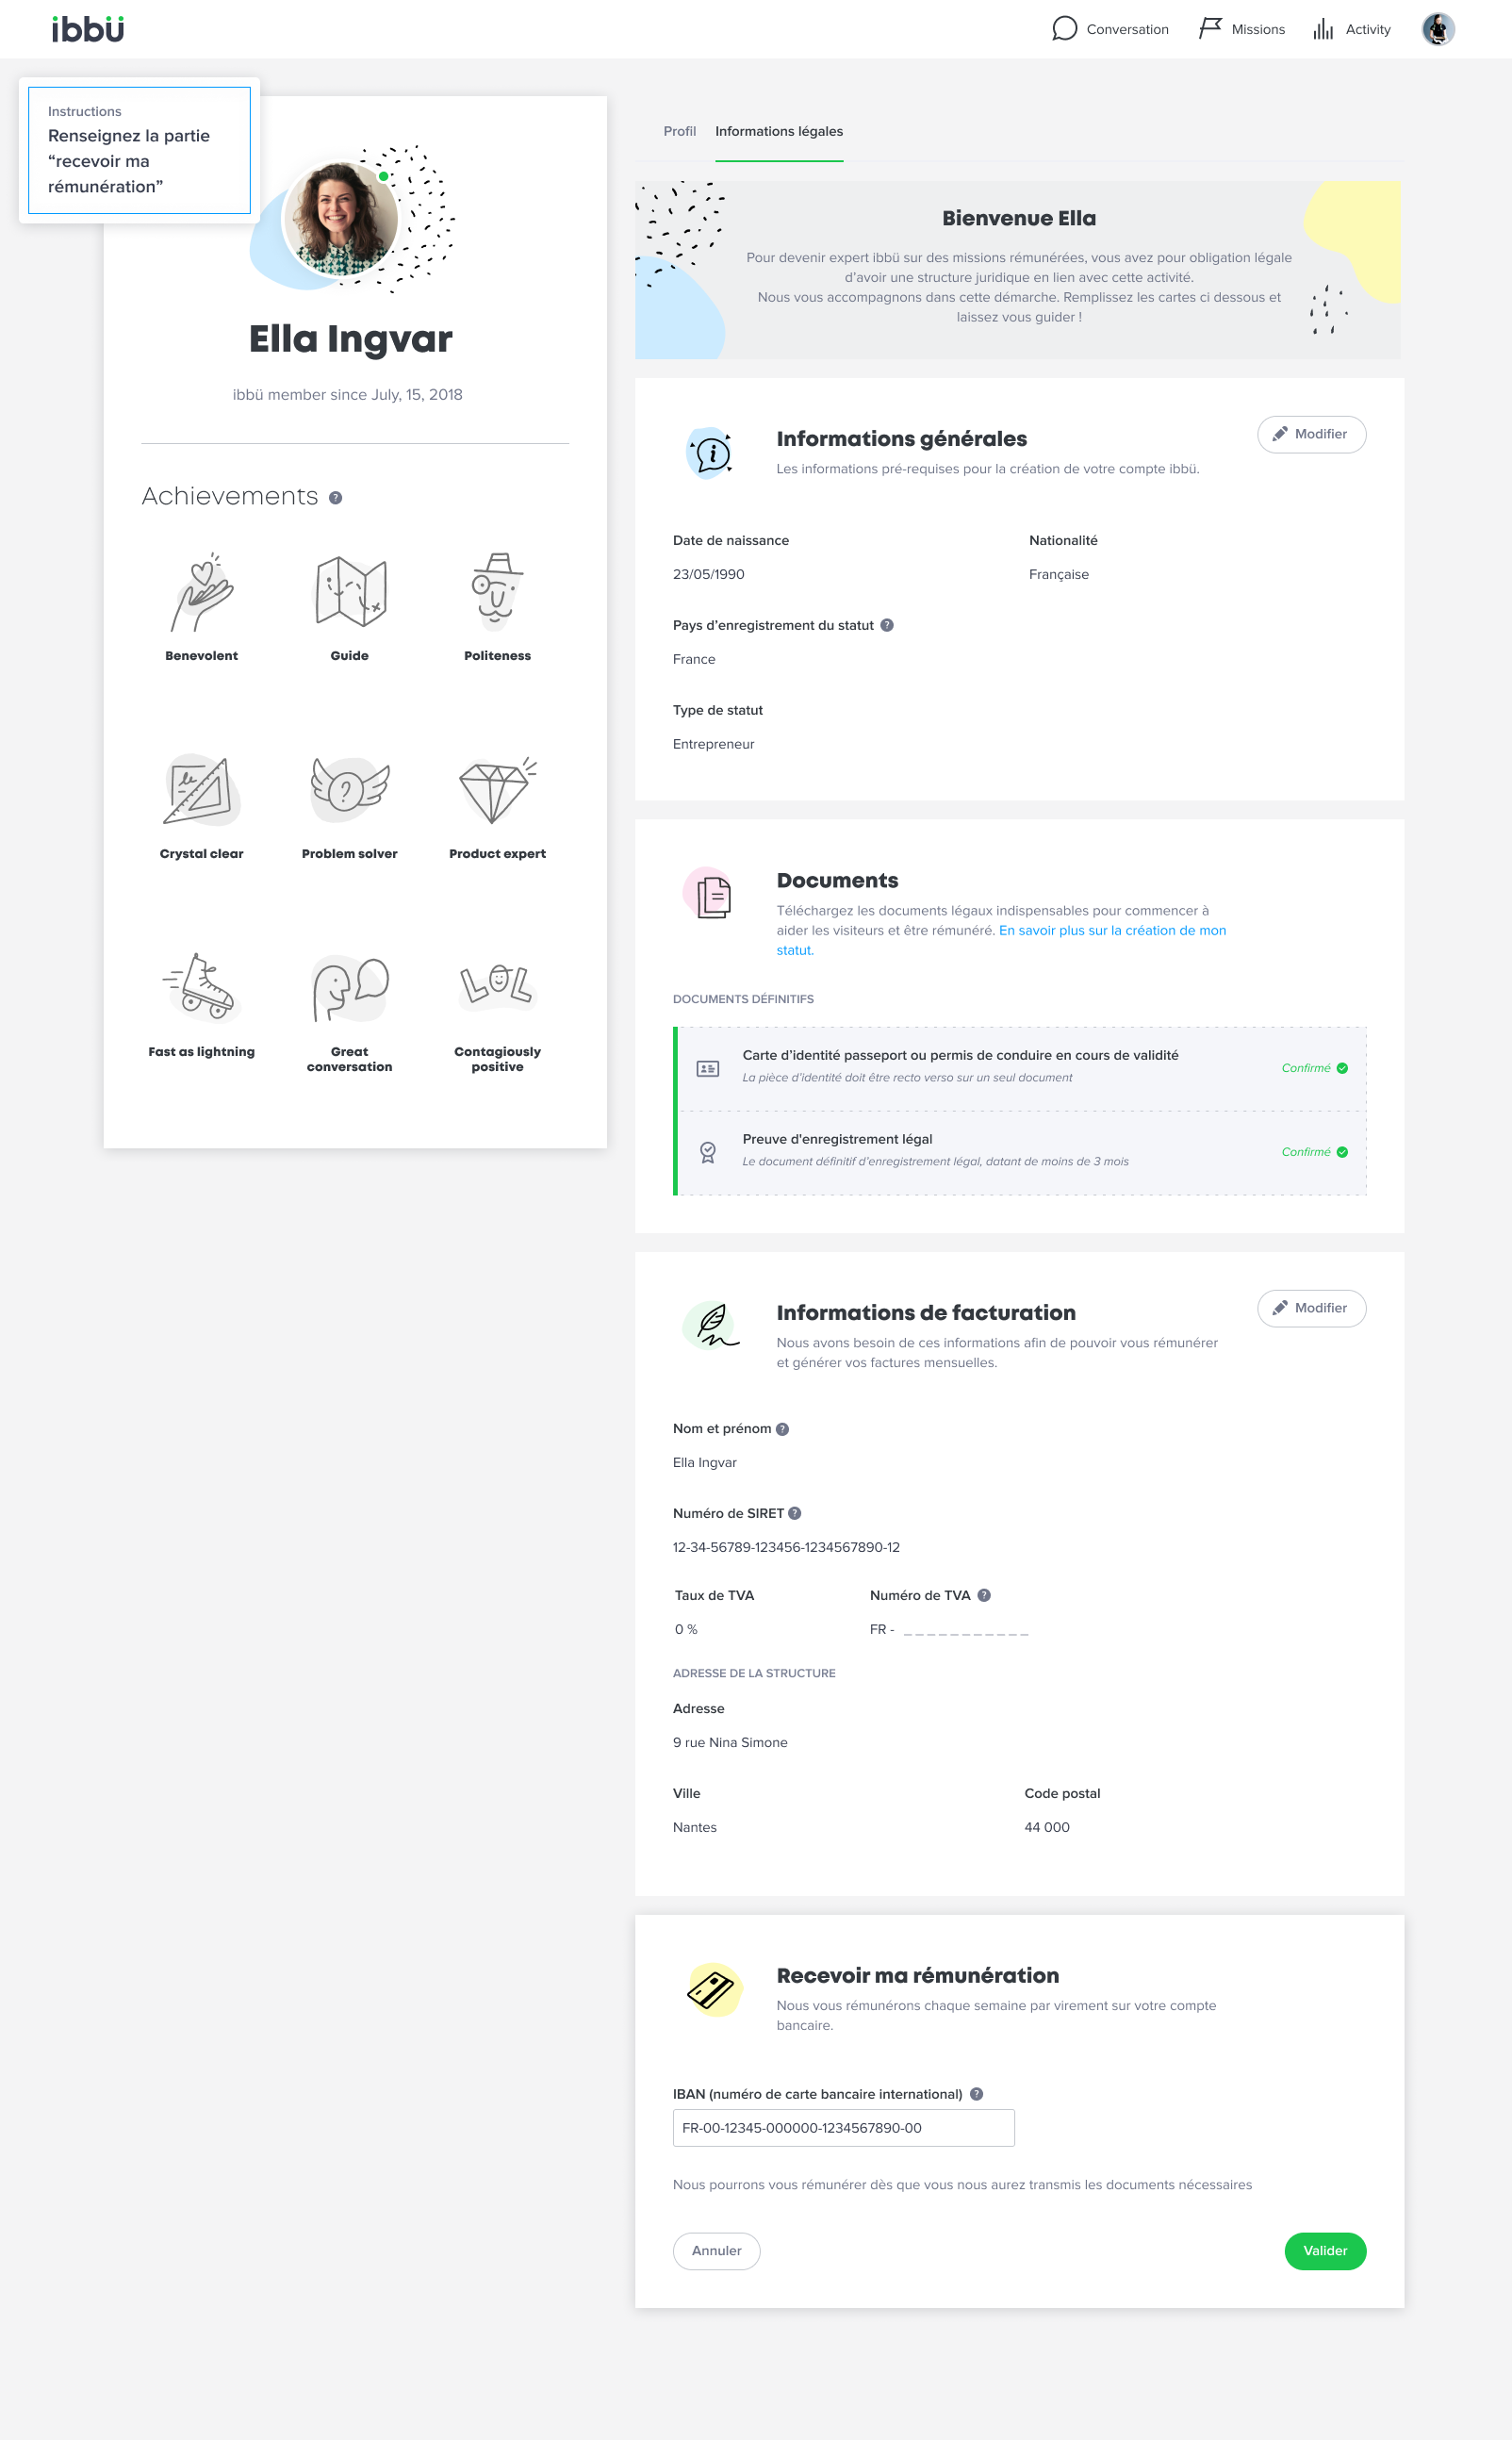 ibbü
Conversation
Missions
Activity
Instructions
Renseignez la partie
“recevoir ma
rémunération”
Ella Ingvar
ibbü member since July, 15, 2018
Achievements ?
Benevolent
Guide
Politeness
le
Crystal clear
?
Problem solver
Product expert
Fast as lightning
Great
conversation
LOL
Contagiously
positive
Profil
Informations légales
Bienvenue Ella
Pour devenir expert ibbü sur des missions rémunérées, vous avez pour obligation légale
d’avoir une structure juridique en lien avec cette activité.
Nous vous accompagnons dans cette démarche. Remplissez les cartes ci dessous et
laissez vous guider !
i
Informations générales
Modifier
Les informations pré-requises pour la création de votre compte ibbü.
Date de naissance
Nationalité
23/05/1990
Française
Pays d’enregistrement du statut ?
France
Type de statut
Entrepreneur
Documents
Téléchargez les documents légaux indispensables pour commencer à
aider les visiteurs et être rémunéré. En savoir plus sur la création de mon
statut.
DOCUMENTS DÉFINITIFS
Carte d’identité passeport ou permis de conduire en cours de validité
La pièce d’identité doit être recto verso sur un seul document
Confirmé
Preuve d'enregistrement légal
Le document définitif d’enregistrement légal, datant de moins de 3 mois
Confirmé
Informations de facturation
Modifier
Nous avons besoin de ces informations afin de pouvoir vous rémunérer
et générer vos factures mensuelles.
Nom et prénom ?
Ella Ingvar
Numéro de SIRET ?
12-34-56789-123456-1234567890-12
Taux de TVA
Numéro de TVA ?
0 %
FR - _ _ _ _ _ _ _ _ _ _ _
ADRESSE DE LA STRUCTURE
Adresse
9 rue Nina Simone
Ville
Code postal
Nantes
44 000
Recevoir ma rémunération
Nous vous rémunérons chaque semaine par virement sur votre compte
bancaire.
IBAN (numéro de carte bancaire international) ?
FR-00-12345-000000-1234567890-00
Nous pourrons vous rémunérer dès que vous nous aurez transmis les documents nécessaires
Annuler
Valider